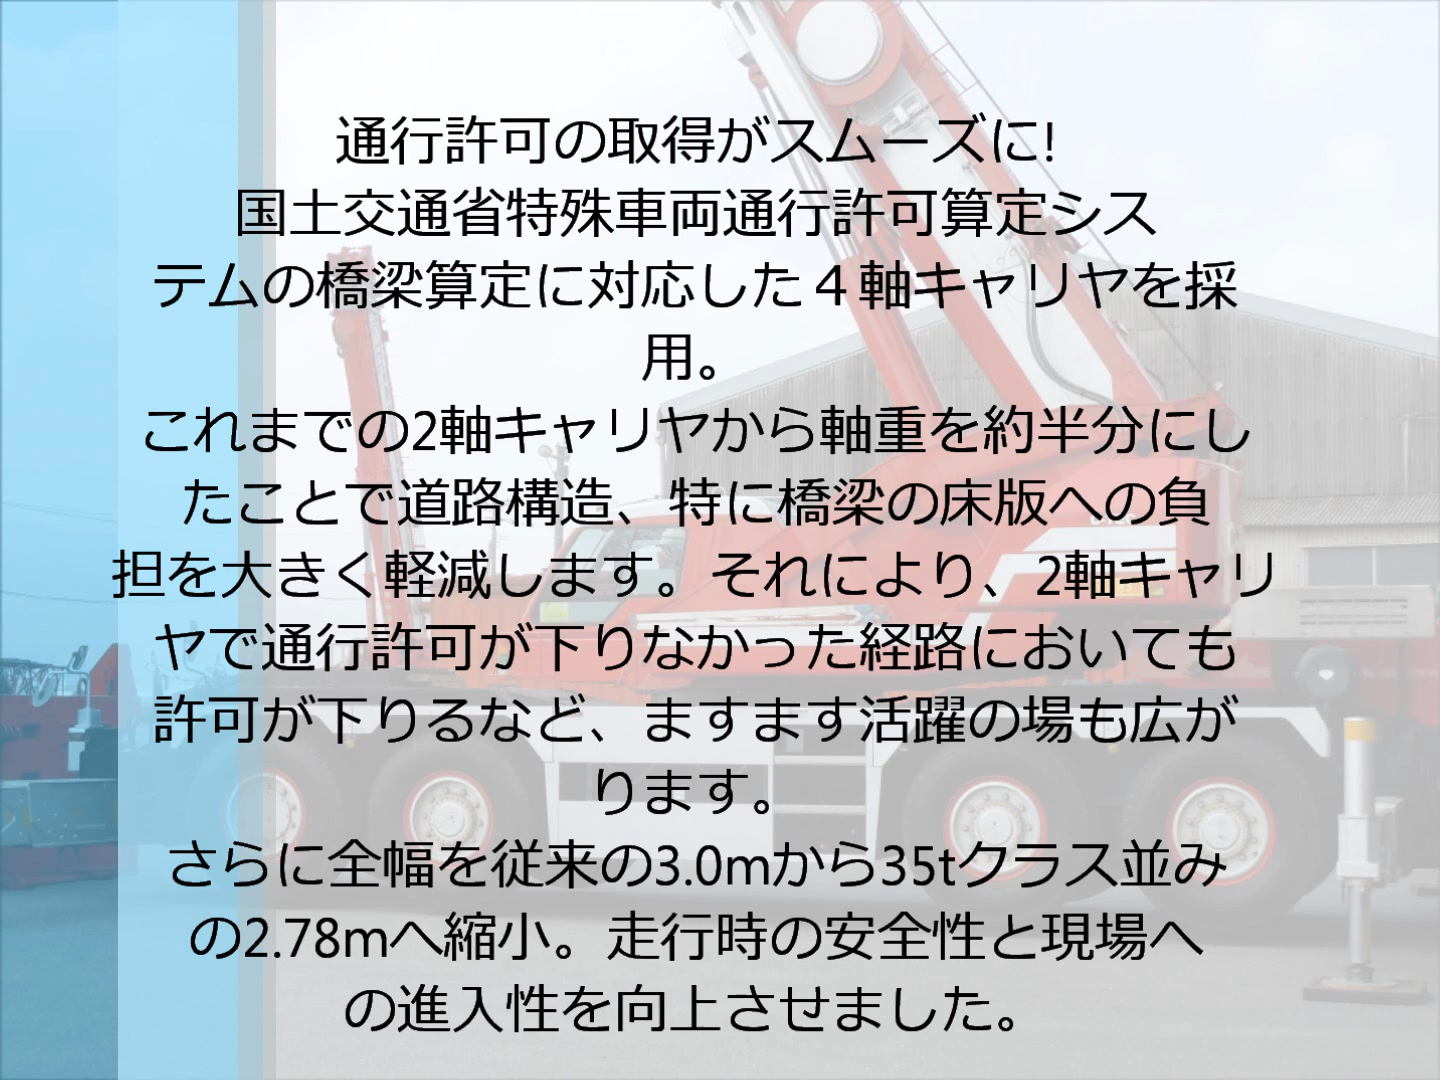 通行許可の取得がスムーズに!
国土交通省特殊車両通行許可算定シス
テムの橋梁算定に対応した４軸キャリヤを採
用。
これまでの2軸キャリヤから軸重を約半分にし
たことで道路構造、特に橋梁の床版への負
担を大きく軽減します。それにより、2軸キャリ
ヤで通行許可が下りなかった経路においても
許可が下りるなど、ますます活躍の場も広が
ります。
さらに全幅を従来の3.0mから35tクラス並み
の2.78mへ縮小。走行時の安全性と現場へ
の進入性を向上させました。